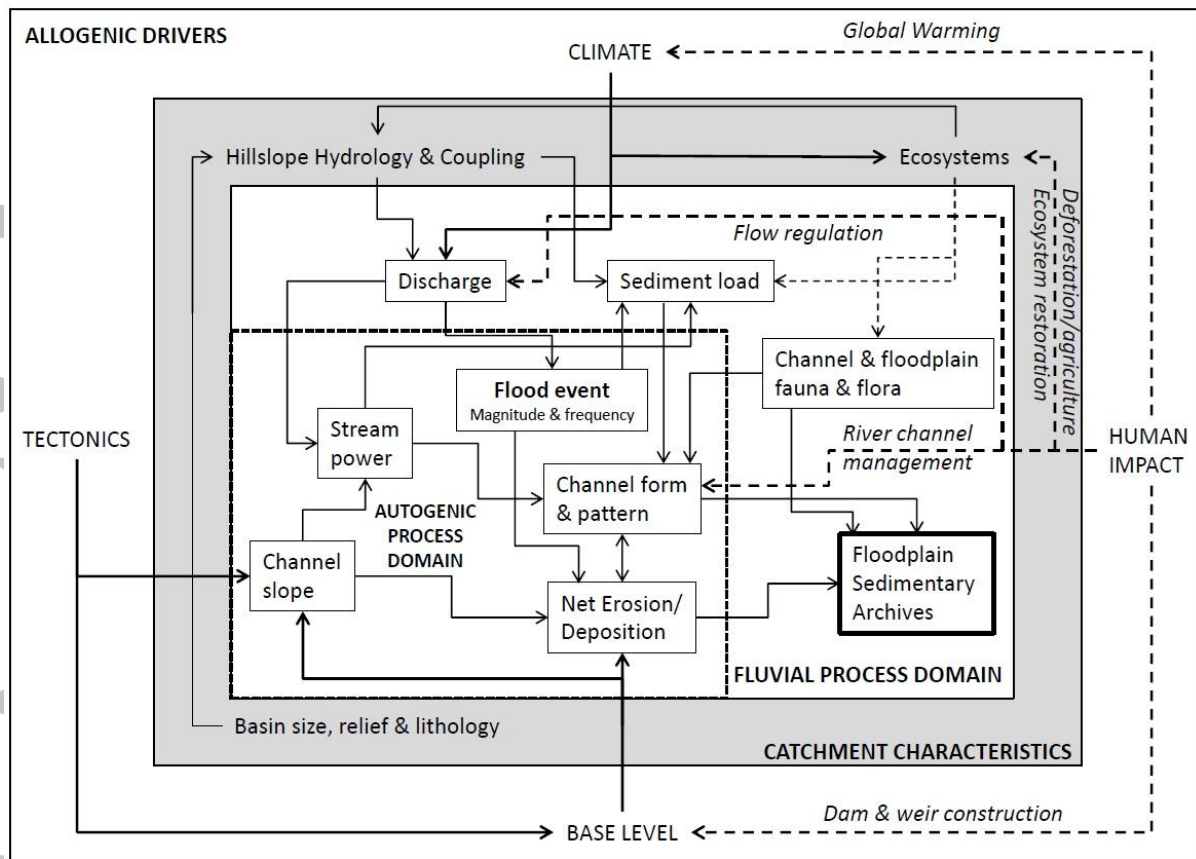 ALLOGENIC DRIVERS
Global Warming
CLIMATE
Hillslope Hydrology & Coupling
Ecosystems
Deforestation/agriculture
Ecosystem restoration
Flow regulation
Discharge
Sediment load
Channel & floodplain
fauna & flora
Flood event
Magnitude & frequency
TECTONICS
Stream
power
River channel
management
HUMAN
IMPACT
Channel form
& pattern
AUTOGENIC
PROCESS
DOMAIN
Channel
slope
Floodplain
Sedimentary
Archives
Net Erosion/
Deposition
FLUVIAL PROCESS DOMAIN
Basin size, relief & lithology
CATCHMENT CHARACTERISTICS
Dam & weir construction
BASE LEVEL